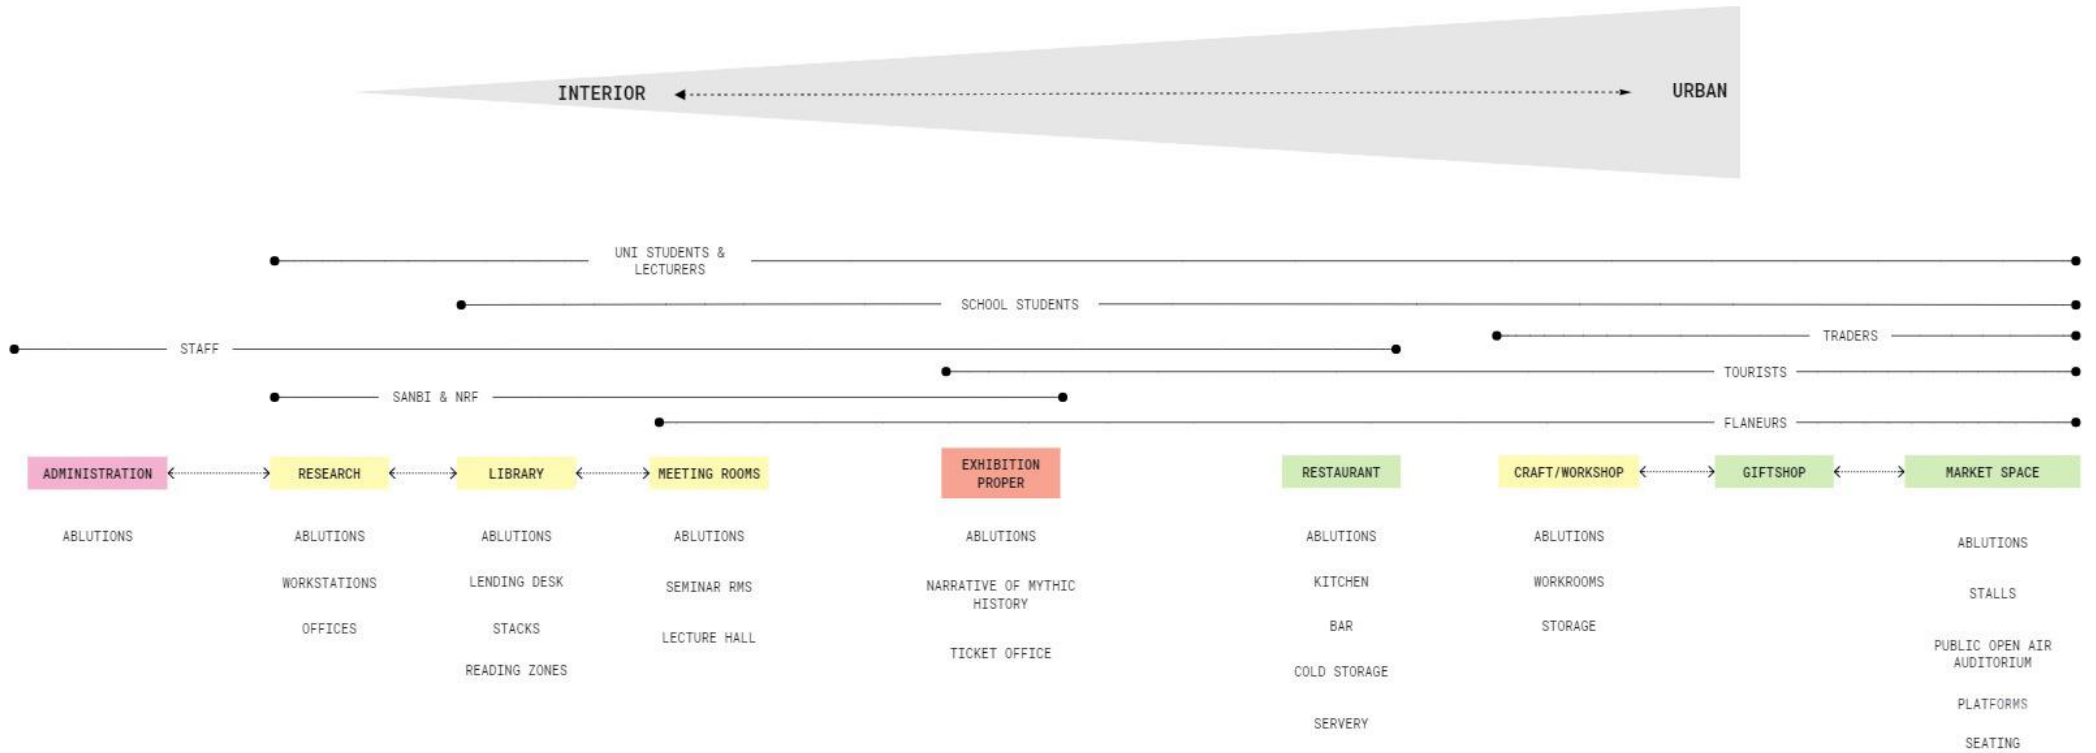 INTERIOR
URBAN
UNI STUDENTS &
LECTURERS
SCHOOL STUDENTS
TRADERS
STAFF
TOURISTS
SANBI & NRF
FLANEURS
ADMINISTRATION
RESEARCH
LIBRARY
MEETING ROOMS
EXHIBITION
PROPER
RESTAURANT
CRAFT/WORKSHOP
GIFTSHOP
MARKET SPACE
ABLUTIONS
ABLUTIONS
WORKSTATIONS
OFFICES
ABLUTIONS
LENDING DESK
STACKS
READING ZONES
ABLUTIONS
SEMINAR RMS
LECTURE HALL
ABLUTIONS
NARRATIVE OF MYTHIC
HISTORY
TICKET OFFICE
ABLUTIONS
KITCHEN
BAR
COLD STORAGE
SERVERY
ABLUTIONS
WORKROOMS
STORAGE
ABLUTIONS
STALLS
PUBLIC OPEN AIR
AUDITORIUM
PLATFORMS
SEATING